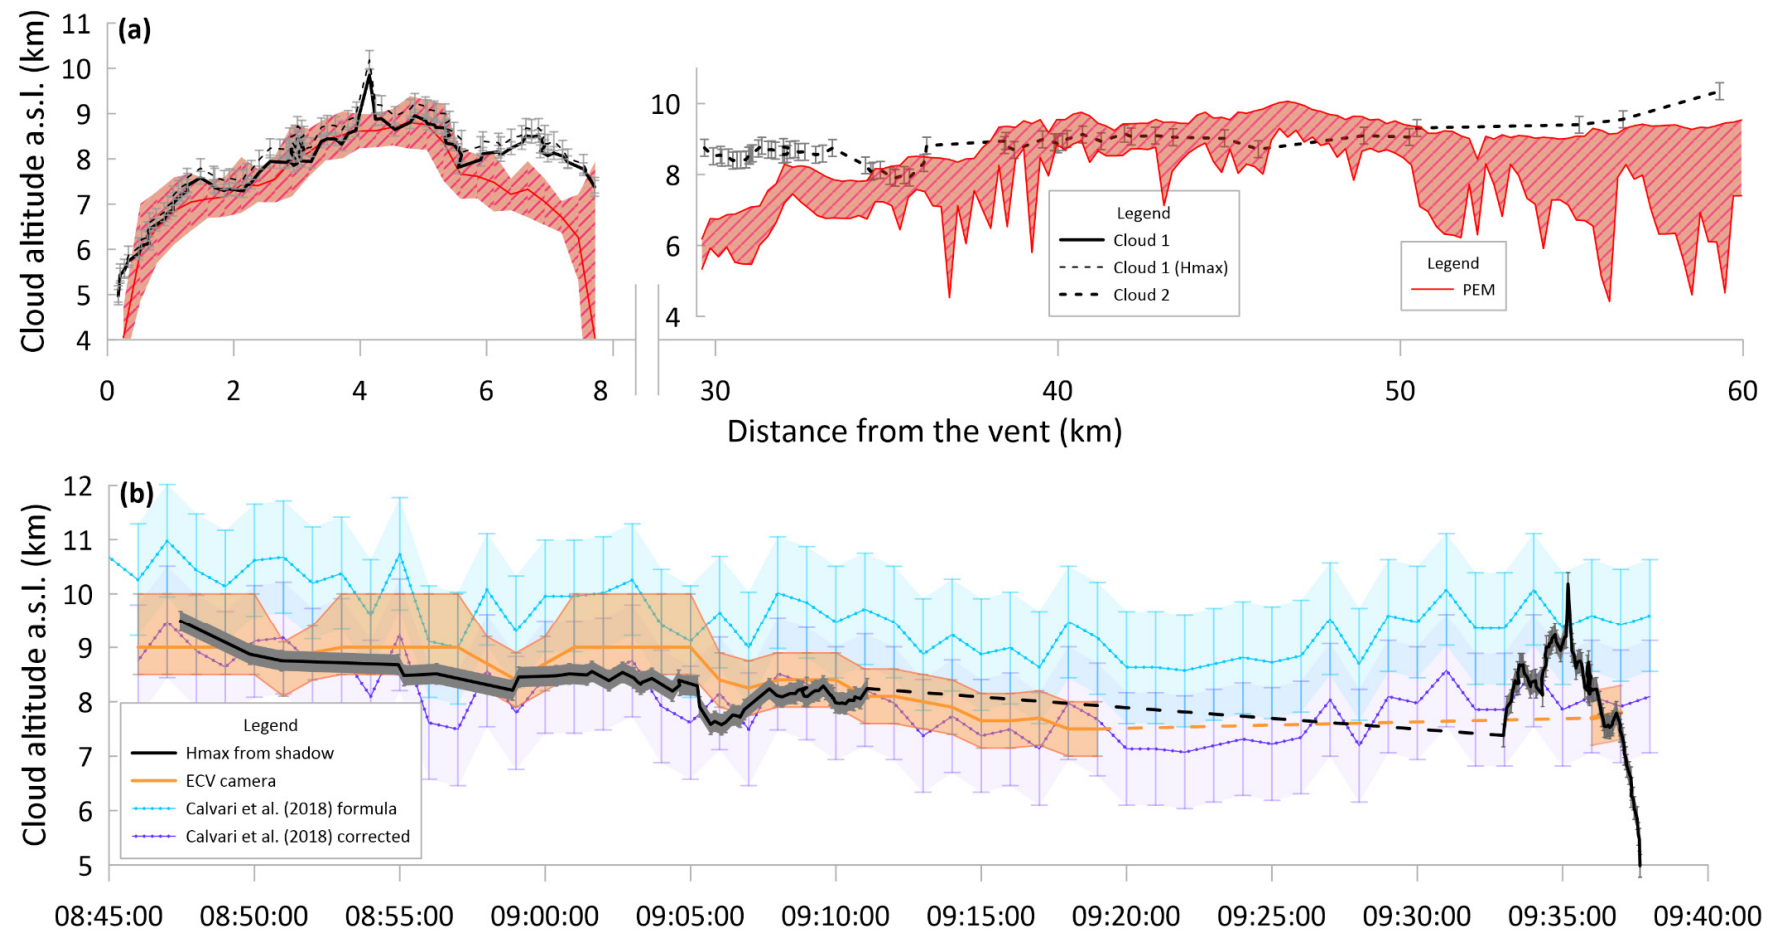 (a)
Cloud altitude a.s.l. (km)
11
10
9
8
7
6
5
4
0 2 4 6 8
10
8
6
4
30 40 50 60
Legend
Cloud 1
Cloud 1 (Hmax)
Cloud 2
Legend
PEM
Distance from the vent (km)
(b)
Cloud altitude a.s.l. (km)
12
11
10
9
8
7
6
5
Legend
Hmax from shadow
ECV camera
Calvari et al. (2018) formula
Calvari et al. (2018) corrected
08:45:00 08:50:00 08:55:00 09:00:00 09:05:00 09:10:00 09:15:00 09:20:00 09:25:00 09:30:00 09:35:00 09:40:00